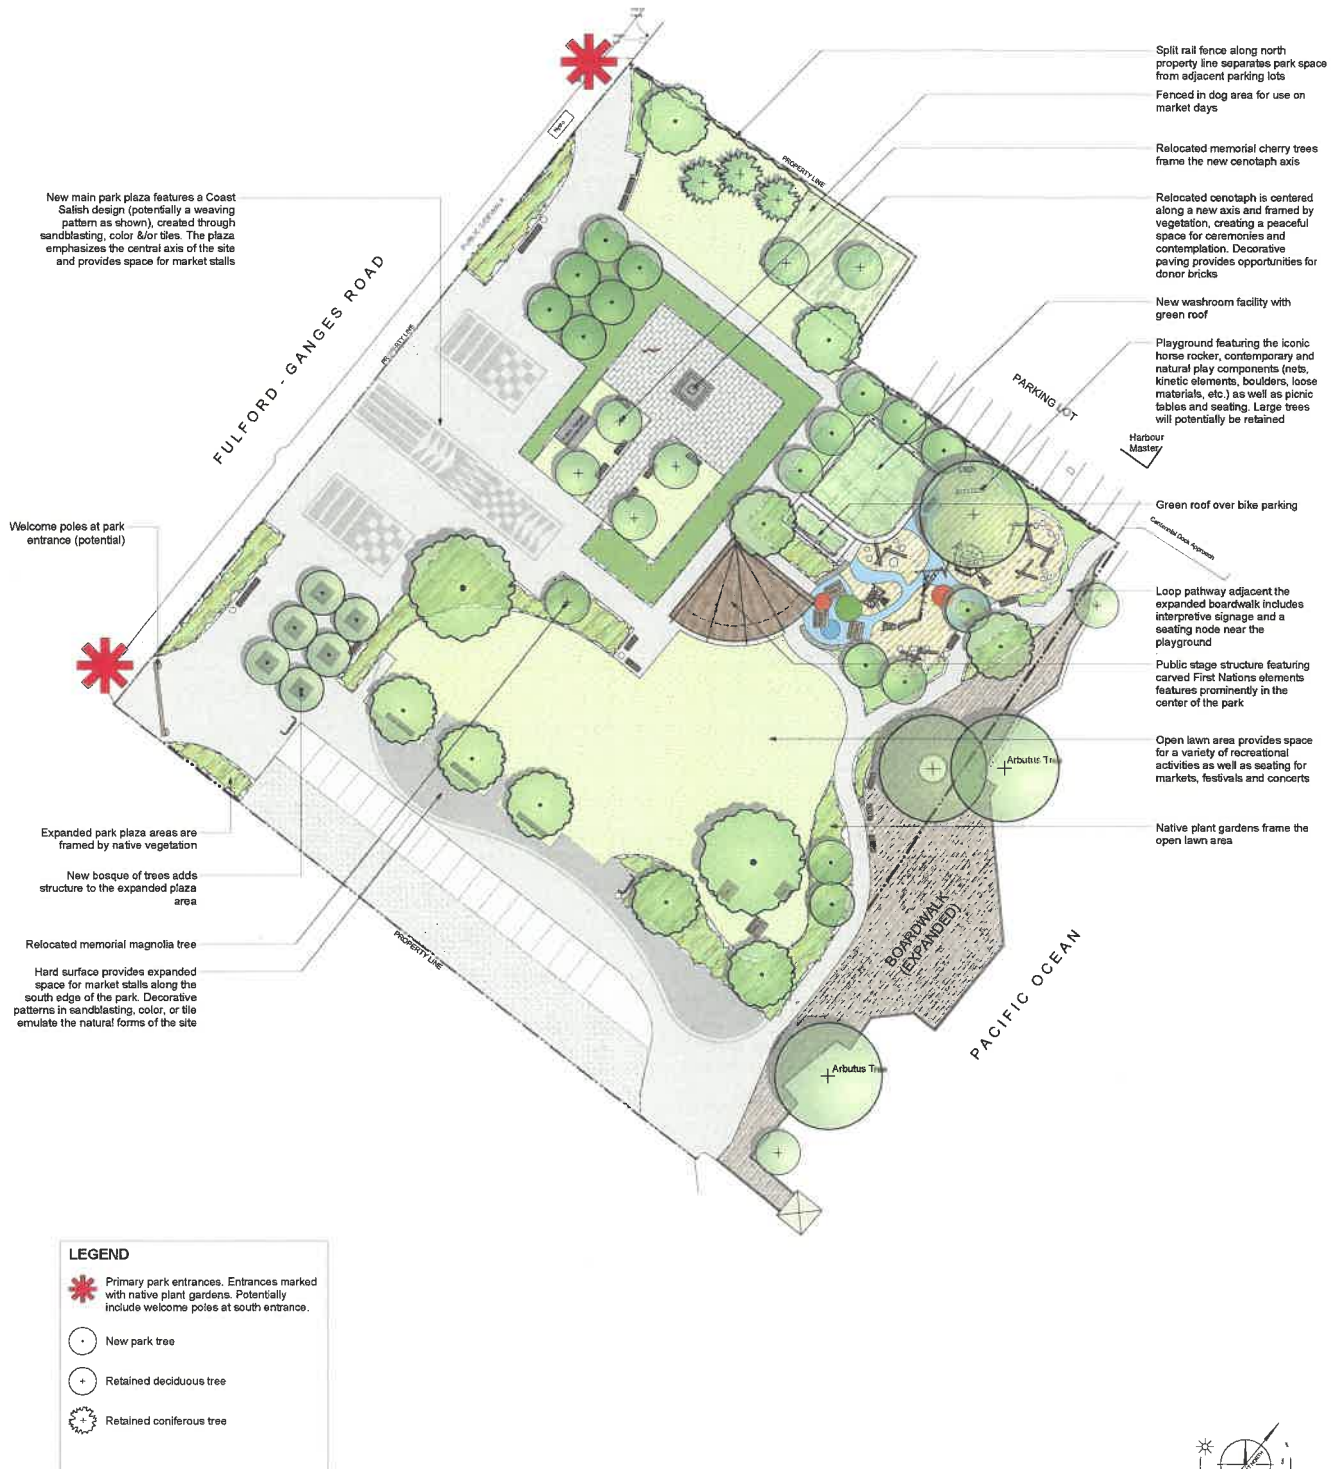 Split rail fence along north
property line separates park space
from adjacent parking lots
Fenced in dog area for use on
market days
Relocated memorial cherry trees
frame the new cenotaph axis
Relocated cenotaph is centered
along a new axis and framed by
vegetation, creating a peaceful
space for ceremonies and
contemplation. Decorative
paving provides opportunities for
donor bricks
New washroom facility with
green roof
Playground featuring the iconic
horse rocker, contemporary and
natural play components (nets,
kinetic elements, boulders, loose
materials, etc.) as well as picnic
tables and seating. Large trees
will potentially be retained
Harbour
Master
PARKING LOT
Green roof over bike parking
Centennial Dock Approach
Loop pathway adjacent the
expanded boardwalk includes
interpretive signage and a
seating node near the
playground
Public stage structure featuring
carved First Nations elements
features prominently in the
center of the park
Open lawn area provides space
for a variety of recreational
activities as well as seating for
markets, festivals and concerts
Native plant gardens frame the
open lawn area
New main park plaza features a Coast
Salish design (potentially a weaving
pattern as shown), created through
sandblasting, color &/or tiles. The plaza
emphasizes the central axis of the site
and provides space for market stalls
FULFORD - GANGES ROAD
PUBLIC SIDEWALK
PROPERTY LINE
PROPERTY LINE
Hydro
Welcome poles at park
entrance (potential)
Expanded park plaza areas are
framed by native vegetation
New bosque of trees adds
structure to the expanded plaza
area
Relocated memorial magnolia tree
Hard surface provides expanded
space for market stalls along the
south edge of the park. Decorative
patterns in sandblasting, color, or tile
emulate the natural forms of the site
PROPERTY LINE
Arbutus Tree
BOARDWALK
(EXPANDED)
PACIFIC OCEAN
Arbutus Tree
LEGEND
Primary park entrances. Entrances marked
with native plant gardens. Potentially
include welcome poles at south entrance.
New park tree
Retained deciduous tree
Retained coniferous tree